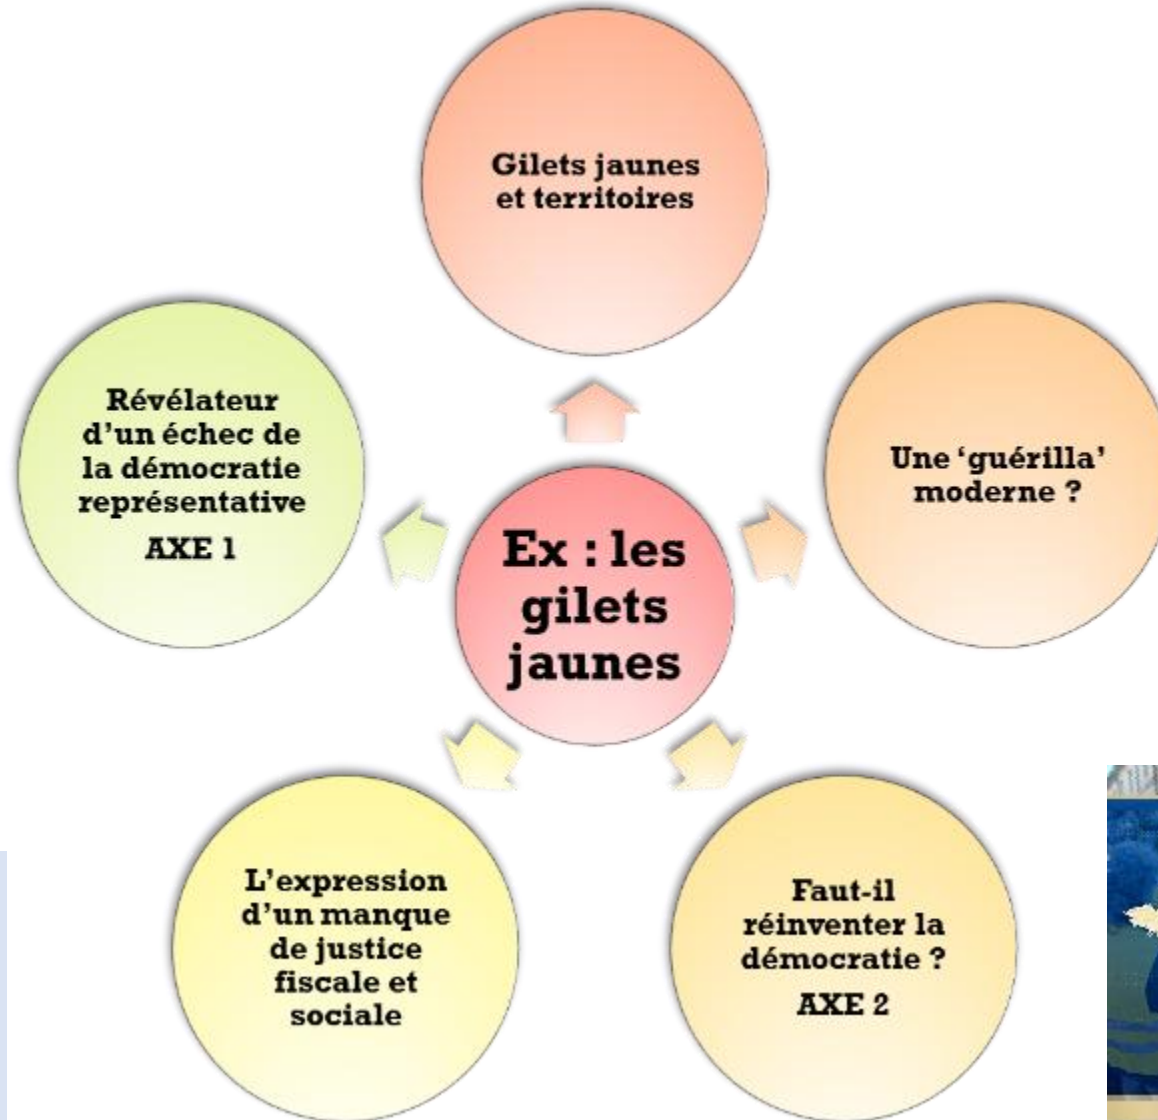 Gilets jaunes
et territoires
Révélateur
d’un échec de
la démocratie
représentative
AXE 1
Une ‘guérilla’
moderne ?
Ex : les
gilets
jaunes
L’expression
d’un manque
de justice
fiscale et
sociale
Faut-il
réinventer la
démocratie ?
AXE 2